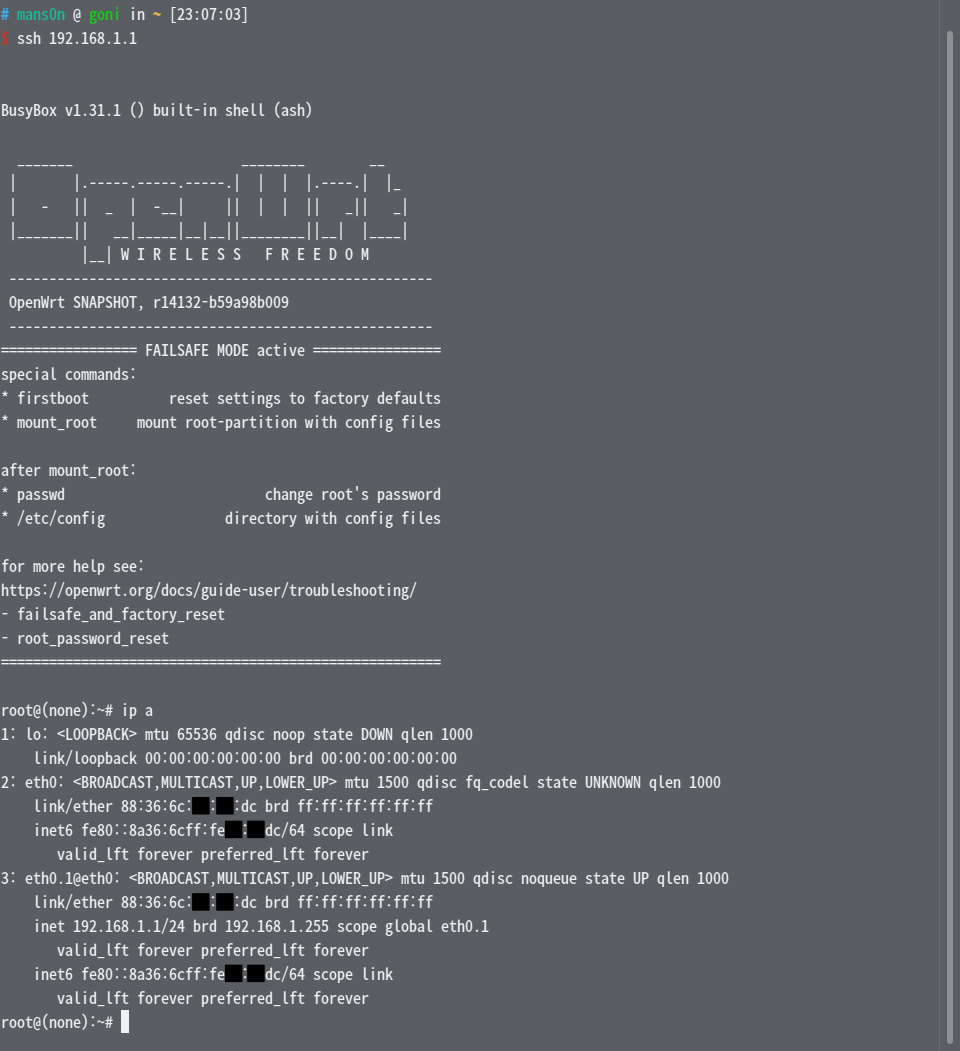 # mans0n @ goni in ~ [23:07:03]
$ ssh 192.168.1.1
BusyBox v1.31.1 () built-in shell (ash)
  _______                     ________        __
 |       |.-----.-----.-----.|  |  |  |.----.|  |_
 |   -   ||  _  |  -__|     ||  |  |  ||   _||   _|
 |_______||   __|_____|__|__||________||__|  |____|
          |__| W I R E L E S S   F R E E D O M
 -----------------------------------------------------
 OpenWrt SNAPSHOT, r14132-b59a98b009
 -----------------------------------------------------
================= FAILSAFE MODE active ================
special commands:
* firstboot          reset settings to factory defaults
* mount_root     mount root-partition with config files
after mount_root:
* passwd                         change root's password
* /etc/config               directory with config files
for more help see:
https://openwrt.org/docs/guide-user/troubleshooting/
- failsafe_and_factory_reset
- root_password_reset
=======================================================
root@(none):~# ip a
1: lo: <LOOPBACK> mtu 65536 qdisc noop state DOWN qlen 1000
    link/loopback 00:00:00:00:00:00 brd 00:00:00:00:00:00
2: eth0: <BROADCAST,MULTICAST,UP,LOWER_UP> mtu 1500 qdisc fq_codel state UNKNOWN qlen 1000
    link/ether 88:36:6c: : :dc brd ff:ff:ff:ff:ff:ff
    inet6 fe80::8a36:6cff:fe : dc/64 scope link
       valid_lft forever preferred_lft forever
3: eth0.1@eth0: <BROADCAST,MULTICAST,UP,LOWER_UP> mtu 1500 qdisc noqueue state UP qlen 1000
    link/ether 88:36:6c: : :dc brd ff:ff:ff:ff:ff:ff
    inet 192.168.1.1/24 brd 192.168.1.255 scope global eth0.1
       valid_lft forever preferred_lft forever
    inet6 fe80::8a36:6cff:fe : dc/64 scope link
       valid_lft forever preferred_lft forever
root@(none):~#